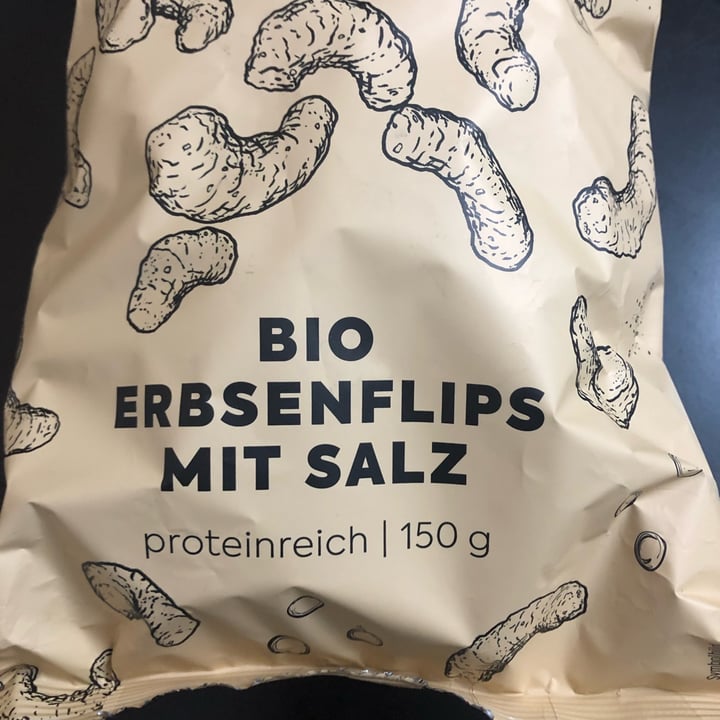 BIO
ERBSENFLIPS
MIT SALZ
proteinreich | 150 g